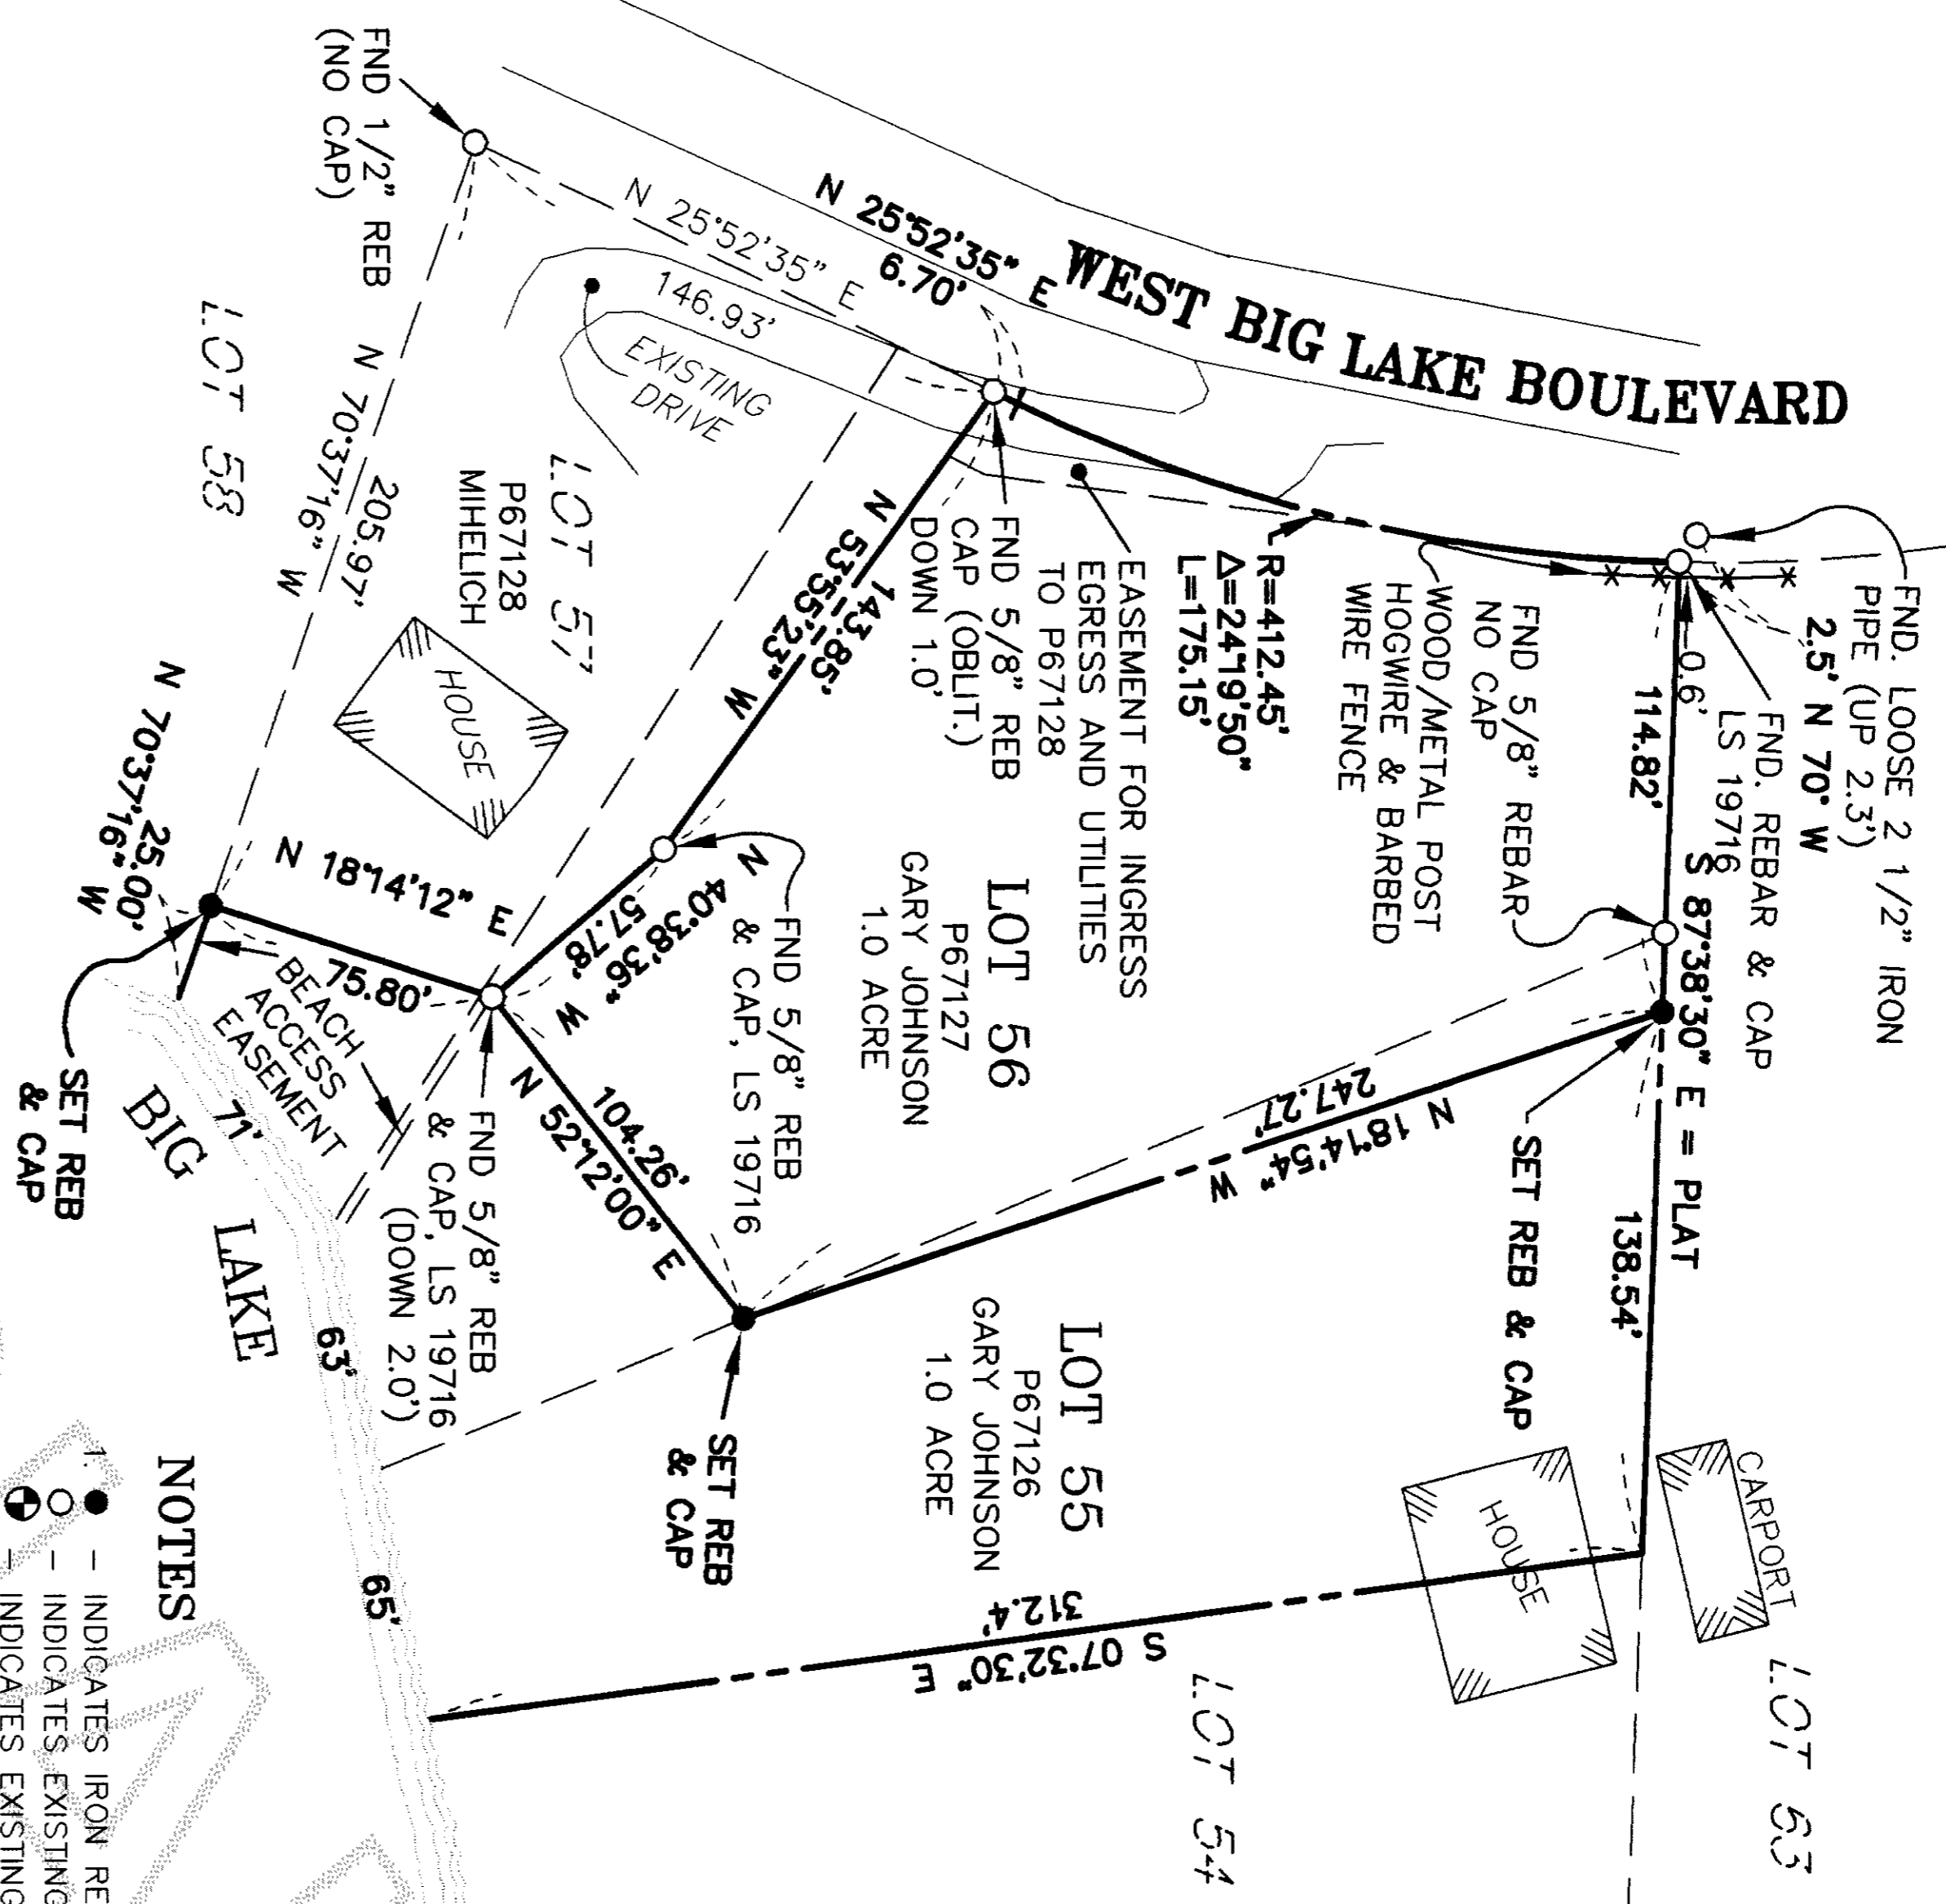 FND 1/2" REB
(NO CAP)
N 25°52'35" E
146.93'
N 25°52'35" E
6.70'
WEST BIG LAKE BOULEVARD
EXISTING
DRIVE
LOT 58
205.97'
N 70°37'16" W
LOT 57
P67128
MIHELICH
HOUSE
143.85'
N 53°55'23" W
FND 5/8" REB
CAP (OBLIT.)
DOWN 1.0'
EASEMENT FOR INGRESS
EGRESS AND UTILITIES
TO P67128
R=412.45'
Δ=24°19'50"
L=175.15'
WOOD/METAL POST
HOGWIRE & BARBED
WIRE FENCE
FND 5/8" REBAR
NO CAP
FND. LOOSE 2 1/2" IRON
PIPE (UP 2.3')
2.5' N 70° W
FND. REBAR & CAP
LS 19716
0.6'
114.82'
S 87°38'30" E = PLAT
138.54'
SET REB & CAP
LOT 56
P67127
GARY JOHNSON
1.0 ACRE
FND 5/8" REB
& CAP, LS 19716
N 40°38'36" W
57.78'
N 18°14'12" E
75.80'
25.00'
N 70°37'16" W
SET REB
& CAP
BEACH
ACCESS
EASEMENT
FND 5/8" REB
& CAP, LS 19716
(DOWN 2.0')
104.26'
N 52°12'00" E
247.27'
N 18°14'54" W
SET REB
& CAP
LOT 55
P67126
GARY JOHNSON
1.0 ACRE
CARPORT
HOUSE
312.4'
S 07°32'30" E
LOT 54
LOT 63
BIG LAKE
71'
63'
65'
NOTES
1.
– INDICATES IRON RE
– INDICATES EXISTING
– INDICATES EXISTING